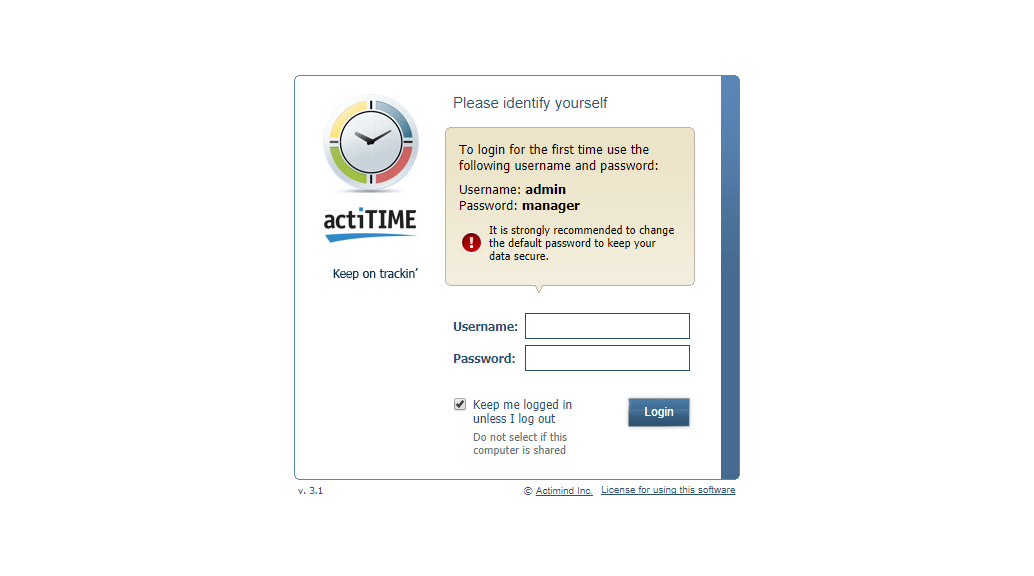 Please identify yourself
To login for the first time use the
following username and password:
Username: admin
Password: manager
It is strongly recommended to change
the default password to keep your
data secure.
actiTIME
Keep on trackin’
Username:
Password:
Keep me logged in
unless I log out
Do not select if this
computer is shared
Login
v. 3.1
© Actimind Inc. License for using this software